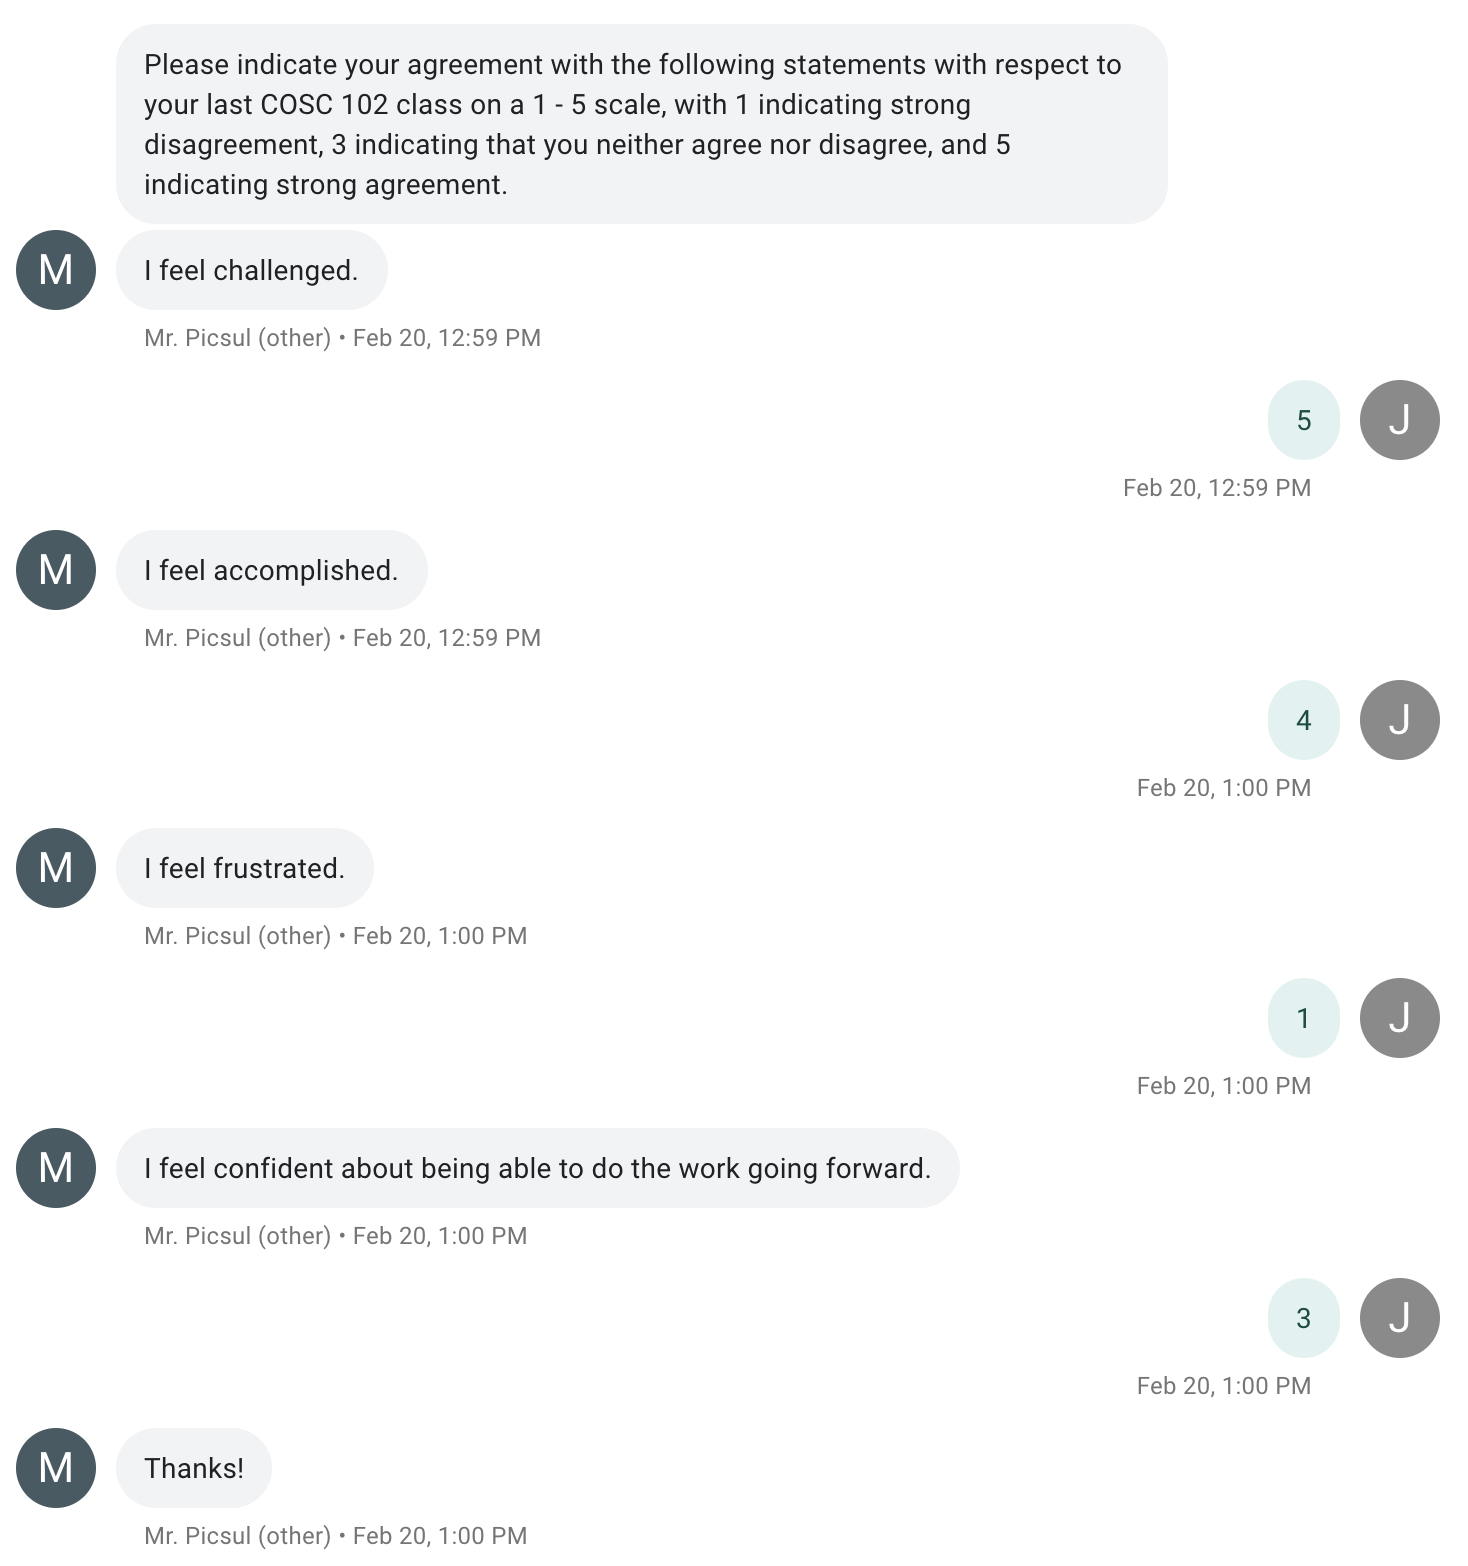 Please indicate your agreement with the following statements with respect to
your last COSC 102 class on a 1 - 5 scale, with 1 indicating strong
disagreement, 3 indicating that you neither agree nor disagree, and 5
indicating strong agreement.
M
I feel challenged.
Mr. Picsul (other) • Feb 20, 12:59 PM
5
J
Feb 20, 12:59 PM
M
I feel accomplished.
Mr. Picsul (other) • Feb 20, 12:59 PM
4
J
Feb 20, 1:00 PM
M
I feel frustrated.
Mr. Picsul (other) • Feb 20, 1:00 PM
1
J
Feb 20, 1:00 PM
M
I feel confident about being able to do the work going forward.
Mr. Picsul (other) • Feb 20, 1:00 PM
3
J
Feb 20, 1:00 PM
M
Thanks!
Mr. Picsul (other) • Feb 20, 1:00 PM